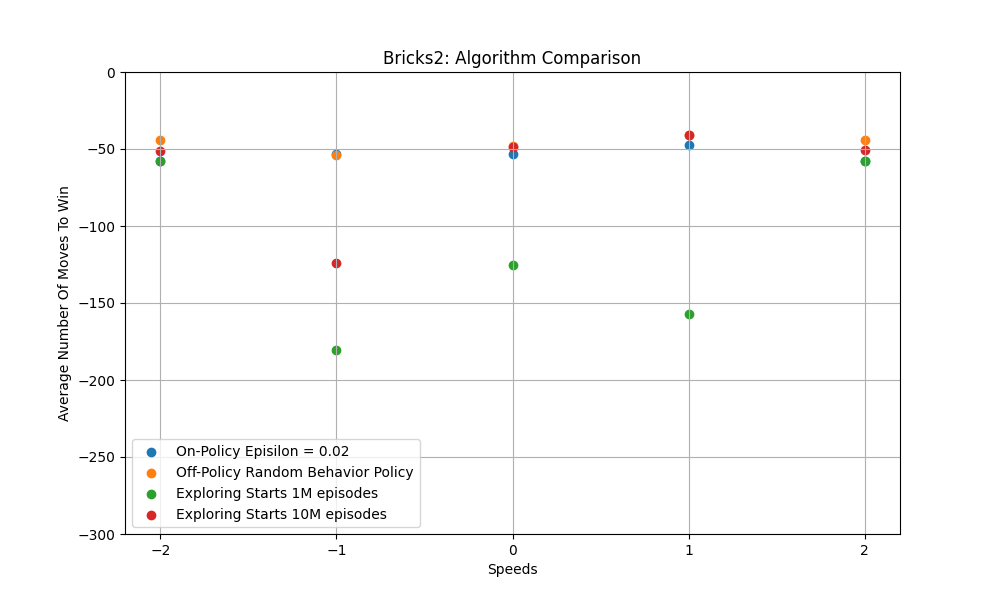 Bricks2: Algorithm Comparison
Average Number Of Moves To Win
0
−50
−100
−150
−200
−250
−300
On-Policy Episilon = 0.02
Off-Policy Random Behavior Policy
Exploring Starts 1M episodes
Exploring Starts 10M episodes
−2
−1
0
1
2
Speeds